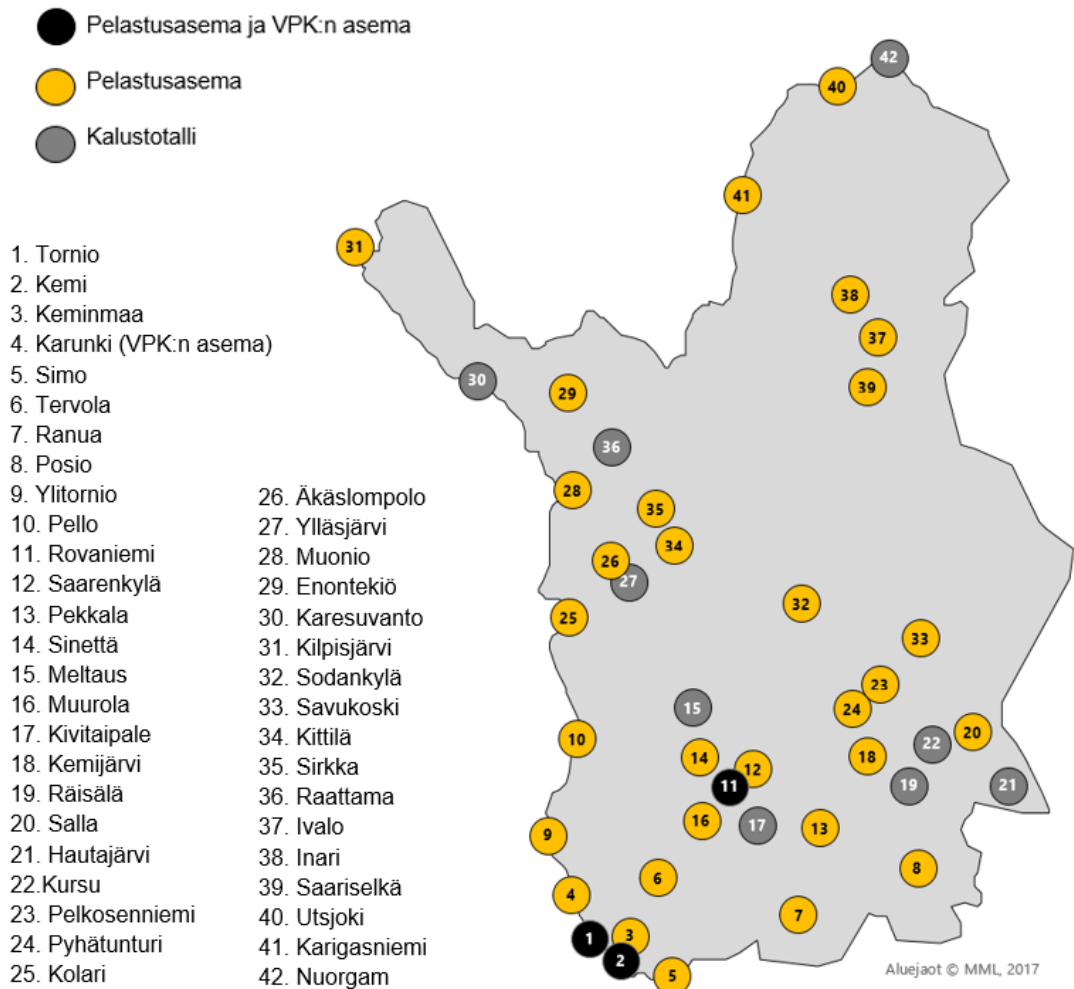 Pelastusasema ja VPK:n asema
Pelastusasema
Kalustotalli
1. Tornio
2. Kemi
3. Keminmaa
4. Karunki (VPK:n asema)
5. Simo
6. Tervola
7. Ranua
8. Posio
9. Ylitornio
10. Pello
11. Rovaniemi
12. Saarenkylä
13. Pekkala
14. Sinettä
15. Meltaus
16. Muurola
17. Kivitaipale
18. Kemijärvi
19. Räisälä
20. Salla
21. Hautajärvi
22.Kursu
23. Pelkosenniemi
24. Pyhätunturi
25. Kolari
26. Äkäslompolo
27. Ylläsjärvi
28. Muonio
29. Enontekiö
30. Karesuvanto
31. Kilpisjärvi
32. Sodankylä
33. Savukoski
34. Kittilä
35. Sirkka
36. Raattama
37. Ivalo
38. Inari
39. Saariselkä
40. Utsjoki
41. Karigasniemi
42. Nuorgam
42
40
41
31
38
37
30
39
29
36
28
35
34
26
27
32
25
33
23
15
24
20
10
22
14
18
12
11
19
21
16
17
13
9
8
6
4
7
3
1
2
5
Aluejaot © MML, 2017